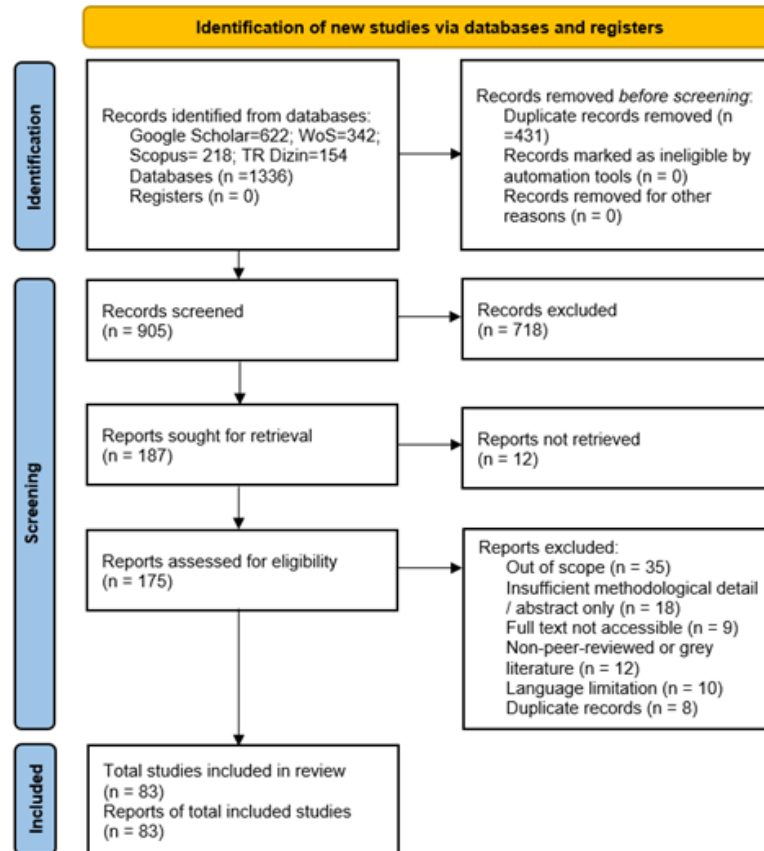 Identification of new studies via databases and registers
Identification
Records identified from databases:
Google Scholar=622; WoS=342;
Scopus= 218; TR Dizin=154
Databases (n =1336)
Registers (n = 0)
Records removed before screening:
Duplicate records removed (n
=431)
Records marked as ineligible by
automation tools (n = 0)
Records removed for other
reasons (n = 0)
Screening
Records screened
(n = 905)
Records excluded
(n = 718)
Reports sought for retrieval
(n = 187)
Reports not retrieved
(n = 12)
Reports assessed for eligibility
(n = 175)
Reports excluded:
Out of scope (n = 35)
Insufficient methodological detail
/ abstract only (n = 18)
Full text not accessible (n = 9)
Non-peer-reviewed or grey
literature (n = 12)
Language limitation (n = 10)
Duplicate records (n = 8)
Included
Total studies included in review
(n = 83)
Reports of total included studies
(n = 83)